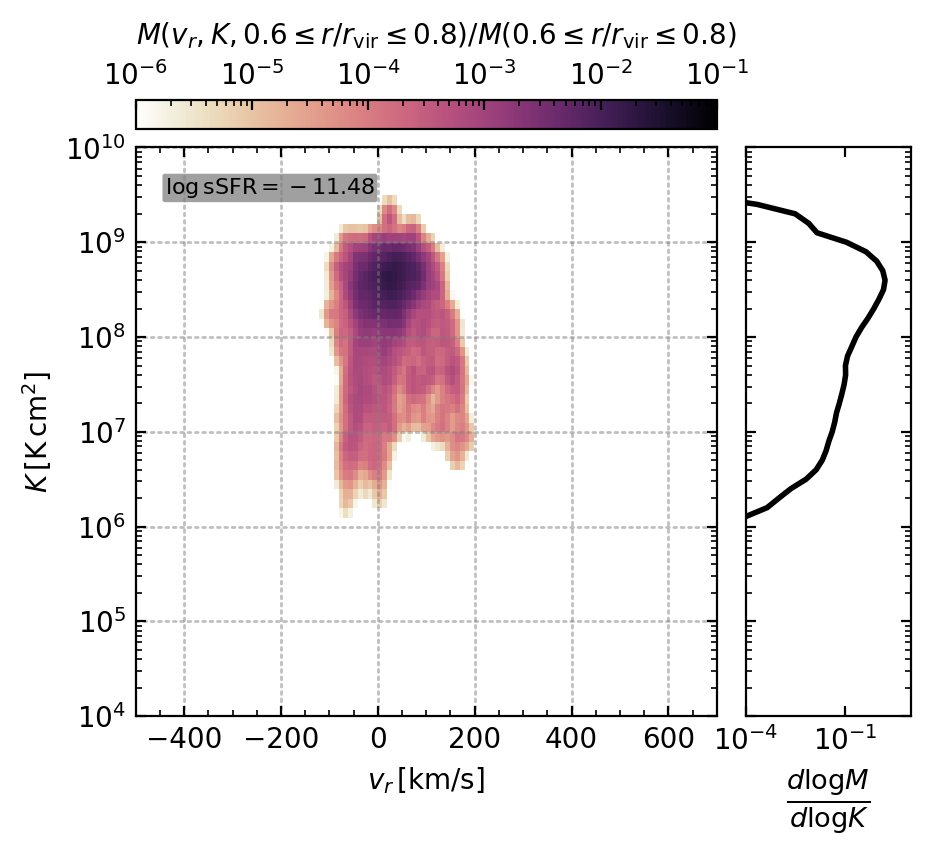 M(v_r, K, 0.6 ≤ r/r_vir ≤ 0.8)/M(0.6 ≤ r/r_vir ≤ 0.8)
10^−6 10^−5 10^−4 10^−3 10^−2 10^−1
log sSFR = −11.48
10^10
10^9
10^8
10^7
10^6
10^5
10^4
K [K cm^2]
−400 −200 0 200 400 600
v_r [km/s]
10^−4 10^−1
dlogM
dlogK